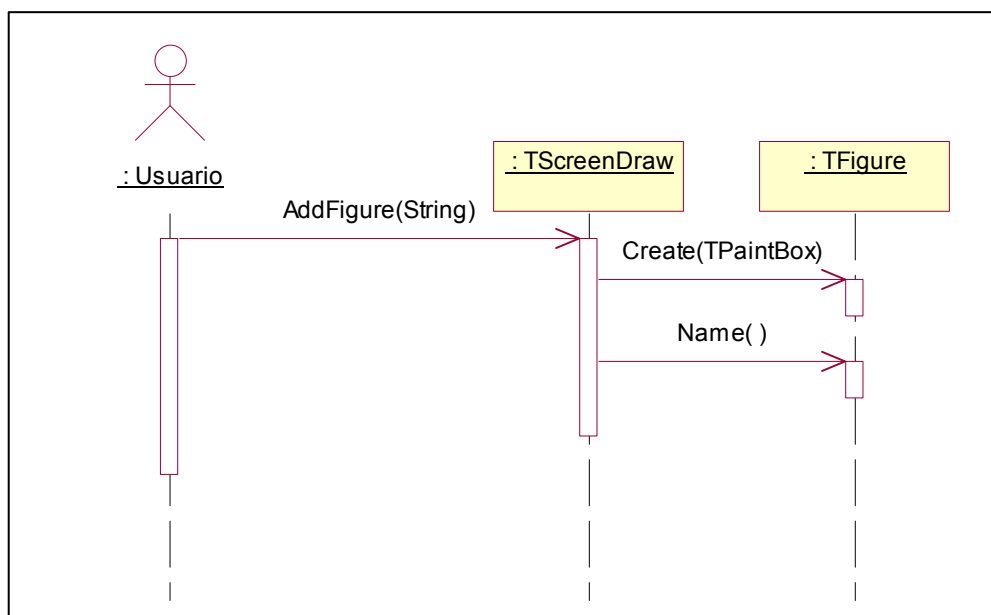 : TScreenDraw
: TFigure
: Usuario
AddFigure(String)
Create(TPaintBox)
Name( )